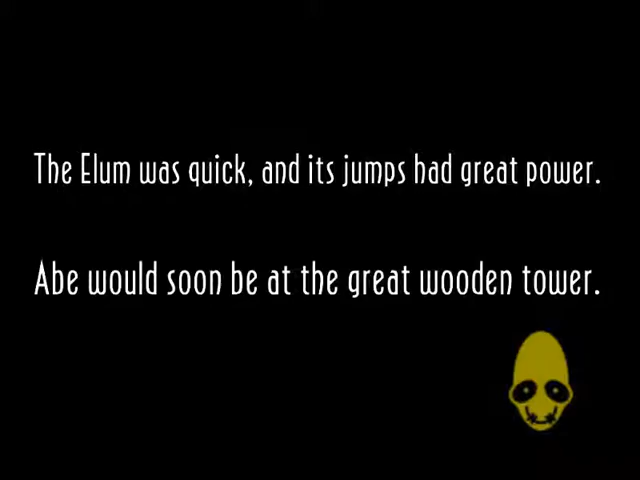 The Elum was quick, and its jumps had great power.
Abe would soon be at the great wooden tower.